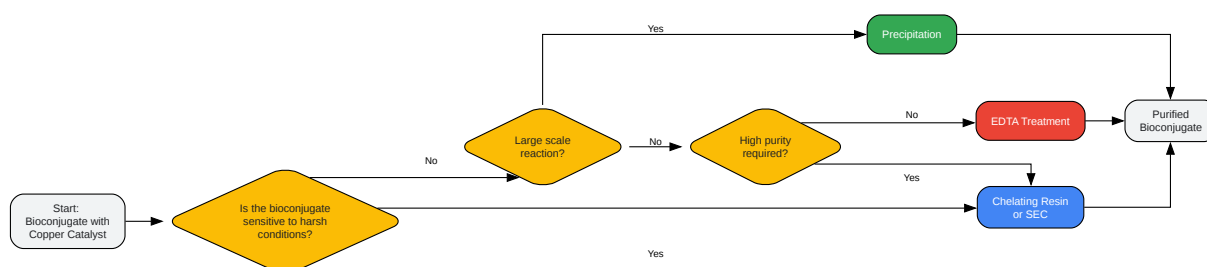 Yes
Precipitation
Large scale
reaction?
No
High purity
required?
No
EDTA Treatment
Purified
Bioconjugate
No
Yes
Start:
Bioconjugate with
Copper Catalyst
Is the bioconjugate
sensitive to harsh
conditions?
Chelating Resin
or SEC
Yes